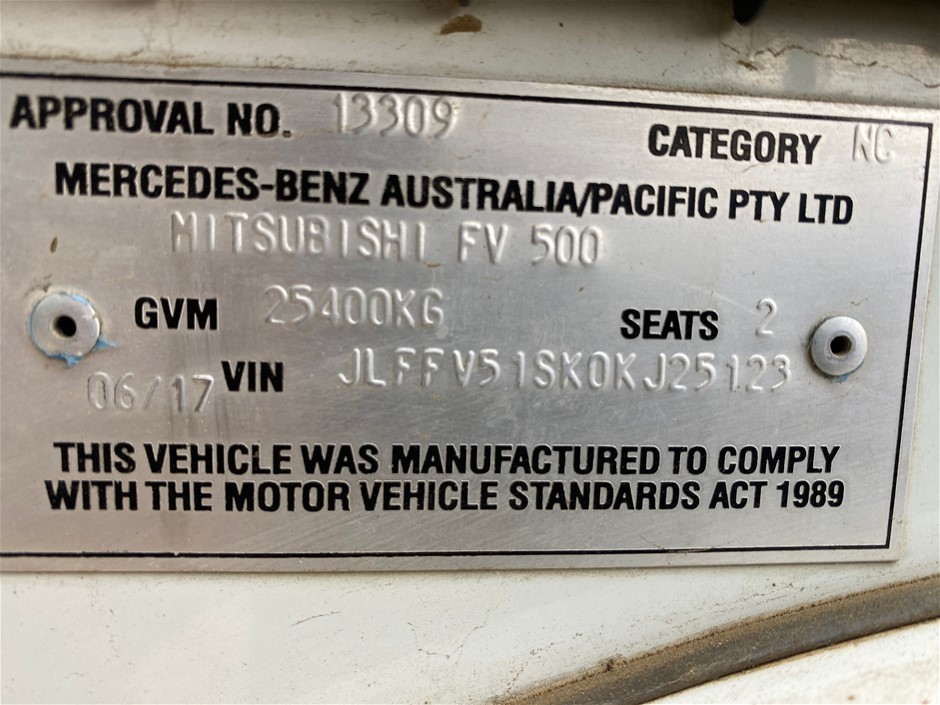 APPROVAL NO. 13309 CATEGORY NC
MERCEDES-BENZ AUSTRALIA/PACIFIC PTY LTD
MITSUBISHI FV 500
GVM 25400KG SEATS 2
06/17 VIN JLFFV51SK0KJ25123
THIS VEHICLE WAS MANUFACTURED TO COMPLY
WITH THE MOTOR VEHICLE STANDARDS ACT 1989